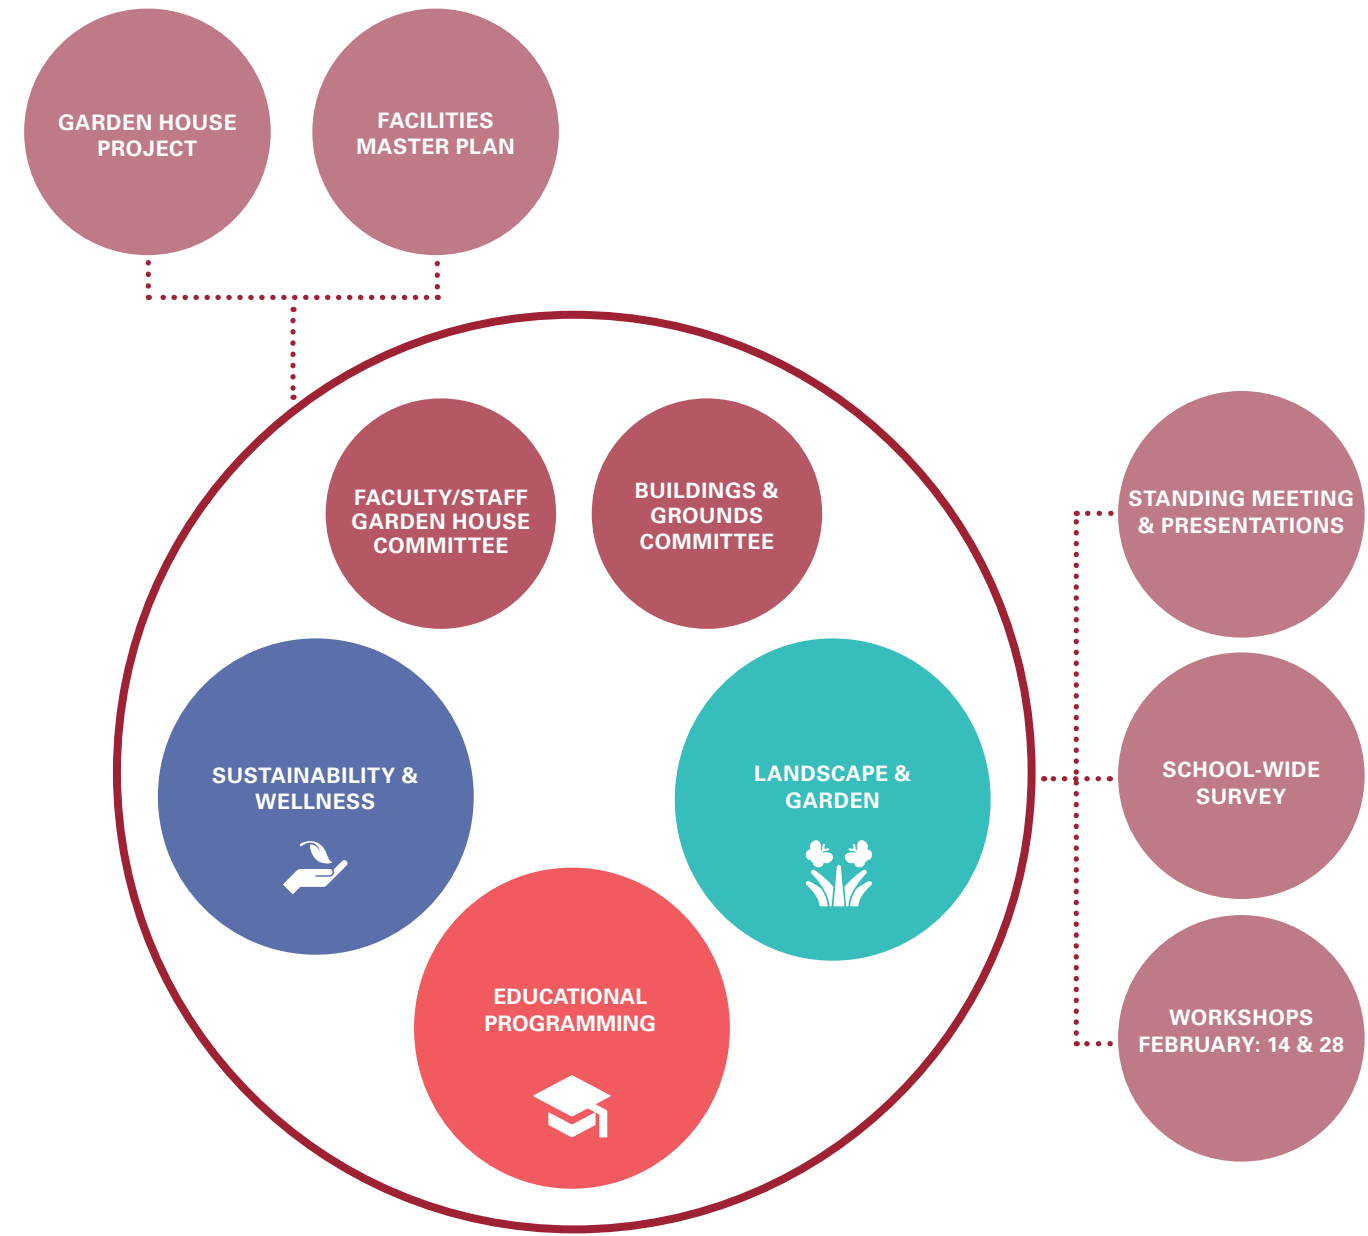 GARDEN HOUSE
PROJECT
FACILITIES
MASTER PLAN
FACULTY/STAFF
GARDEN HOUSE
COMMITTEE
BUILDINGS &
GROUNDS
COMMITTEE
STANDING MEETING
& PRESENTATIONS
SUSTAINABILITY &
WELLNESS
LANDSCAPE &
GARDEN
SCHOOL-WIDE
SURVEY
EDUCATIONAL
PROGRAMMING
WORKSHOPS
FEBRUARY: 14 & 28